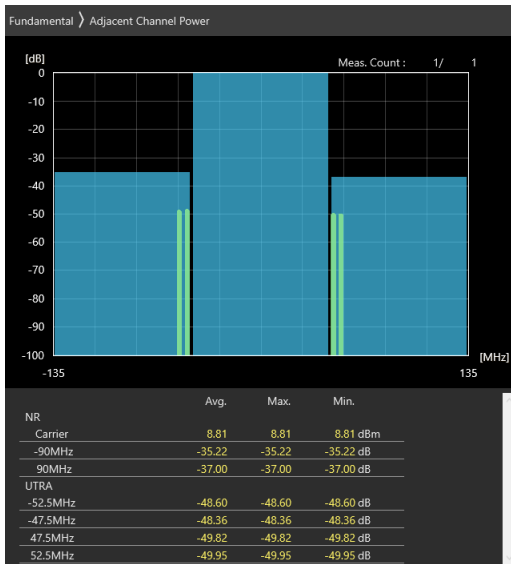 Fundamental ⟩ Adjacent Channel Power
[dB] Meas. Count : 1/ 1
0
-10
-20
-30
-40
-50
-60
-70
-80
-90
-100 [MHz]
-135 135
Avg. Max. Min.
NR
Carrier 8.81 8.81 8.81 dBm
-90MHz -35.22 -35.22 -35.22 dB
90MHz -37.00 -37.00 -37.00 dB
UTRA
-52.5MHz -48.60 -48.60 -48.60 dB
-47.5MHz -48.36 -48.36 -48.36 dB
47.5MHz -49.82 -49.82 -49.82 dB
52.5MHz -49.95 -49.95 -49.95 dB